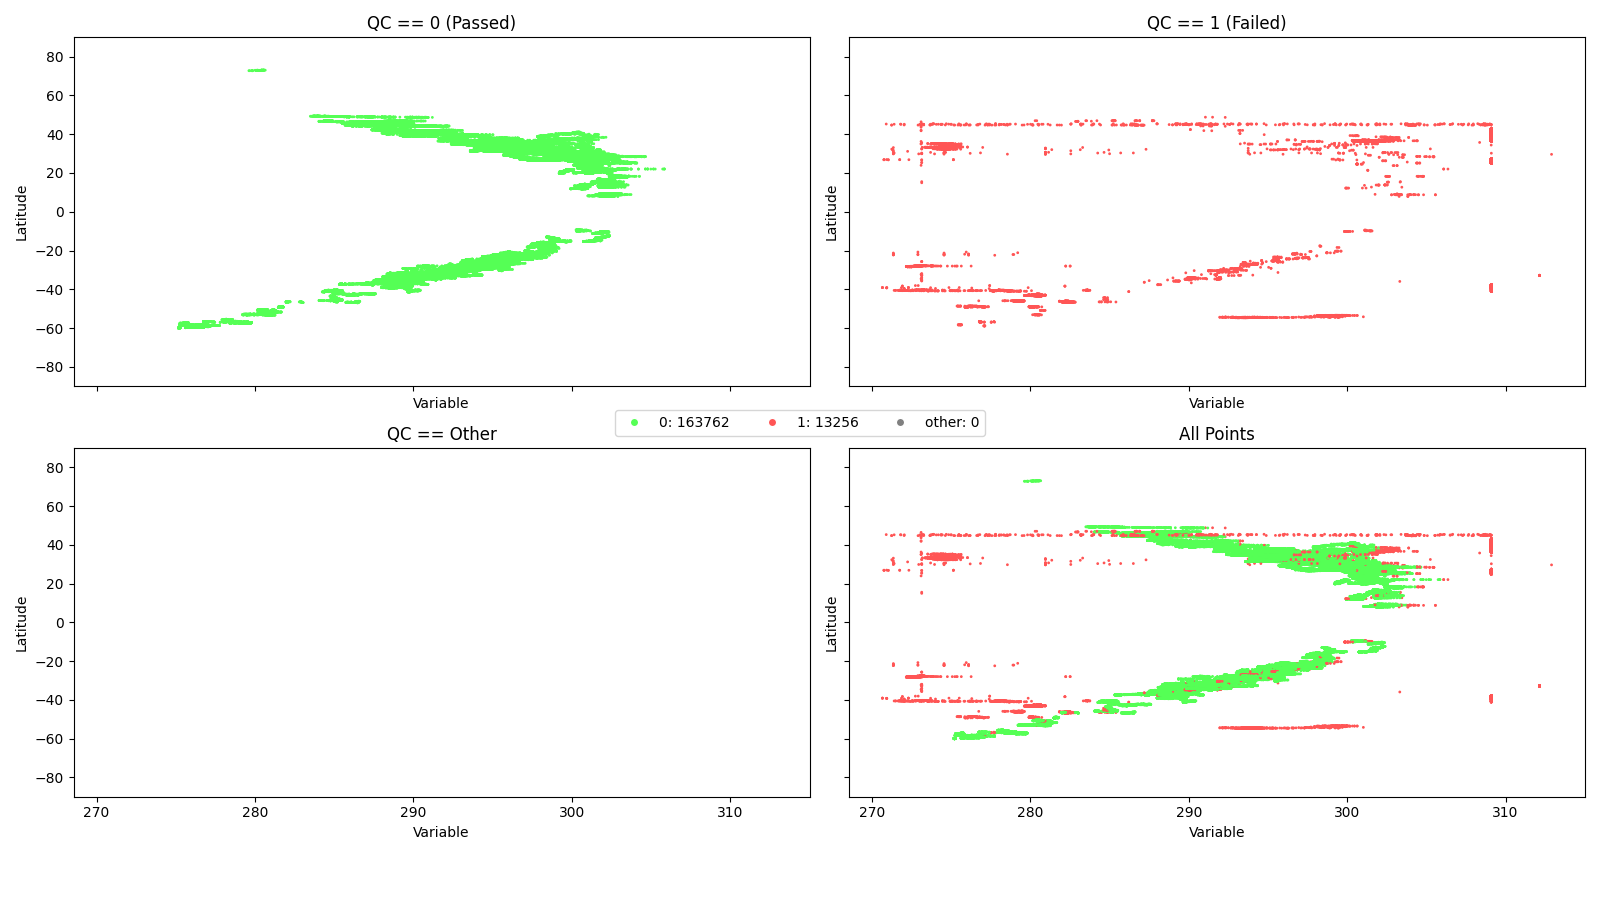 QC == 0 (Passed)
QC == 1 (Failed)
80
60
40
20
0
−20
−40
−60
−80
Latitude
Latitude
Variable
Variable
0: 163762 1: 13256 other: 0
QC == Other
All Points
80
60
40
20
0
−20
−40
−60
−80
Latitude
Latitude
270 280 290 300 310
270 280 290 300 310
Variable
Variable